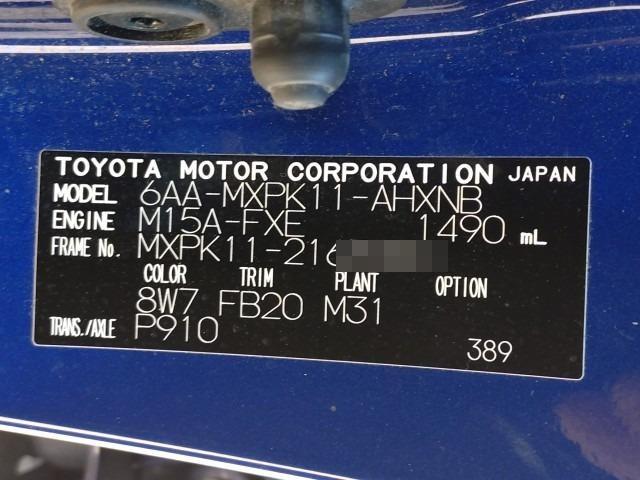 TOYOTA MOTOR CORPORATION JAPAN
MODEL 6AA-MXPK11-AHXNB
ENGINE M15A-FXE 1490 mL
FRAME No. MXPK11-216
COLOR TRIM PLANT OPTION
8W7 FB20 M31
TRANS./AXLE P910
389